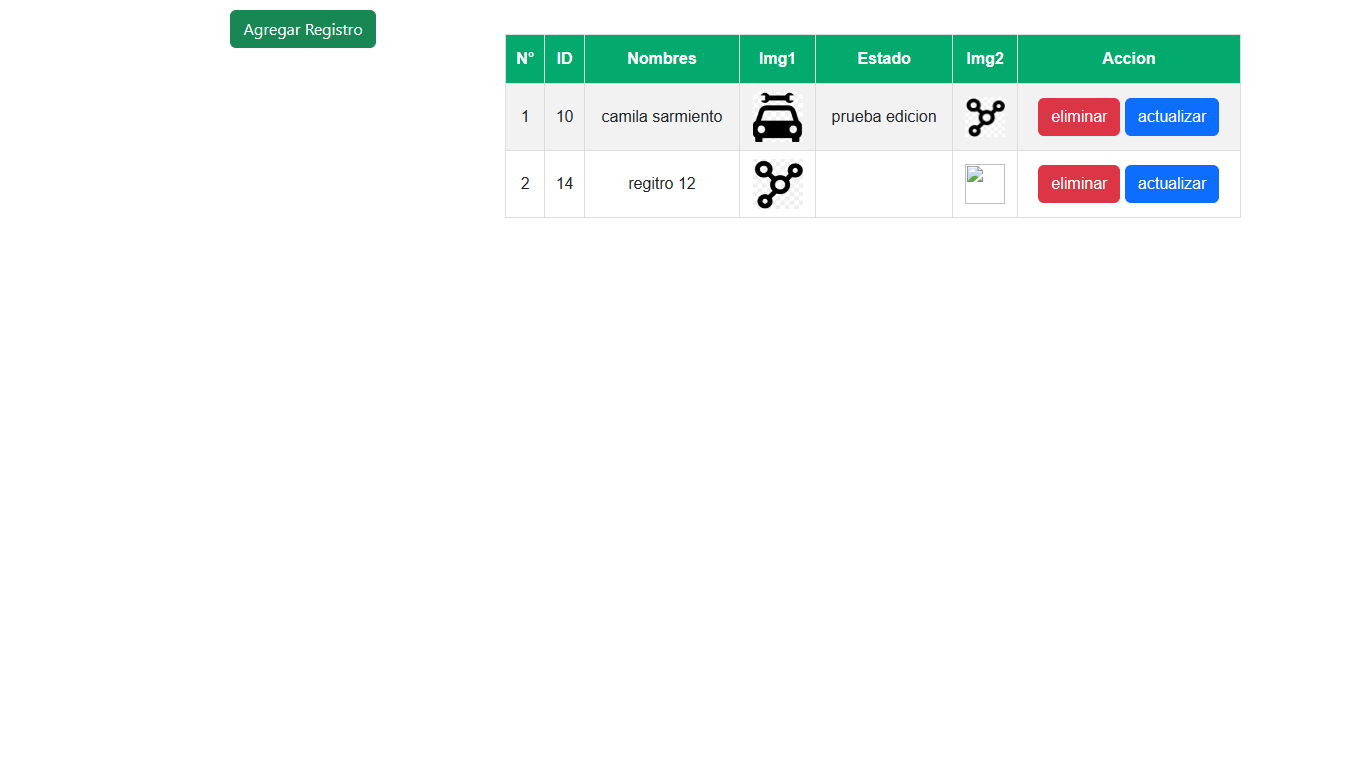 Agregar Registro
N° ID Nombres Img1 Estado Img2 Accion
1 10 camila sarmiento prueba edicion eliminar actualizar
2 14 regitro 12 eliminar actualizar